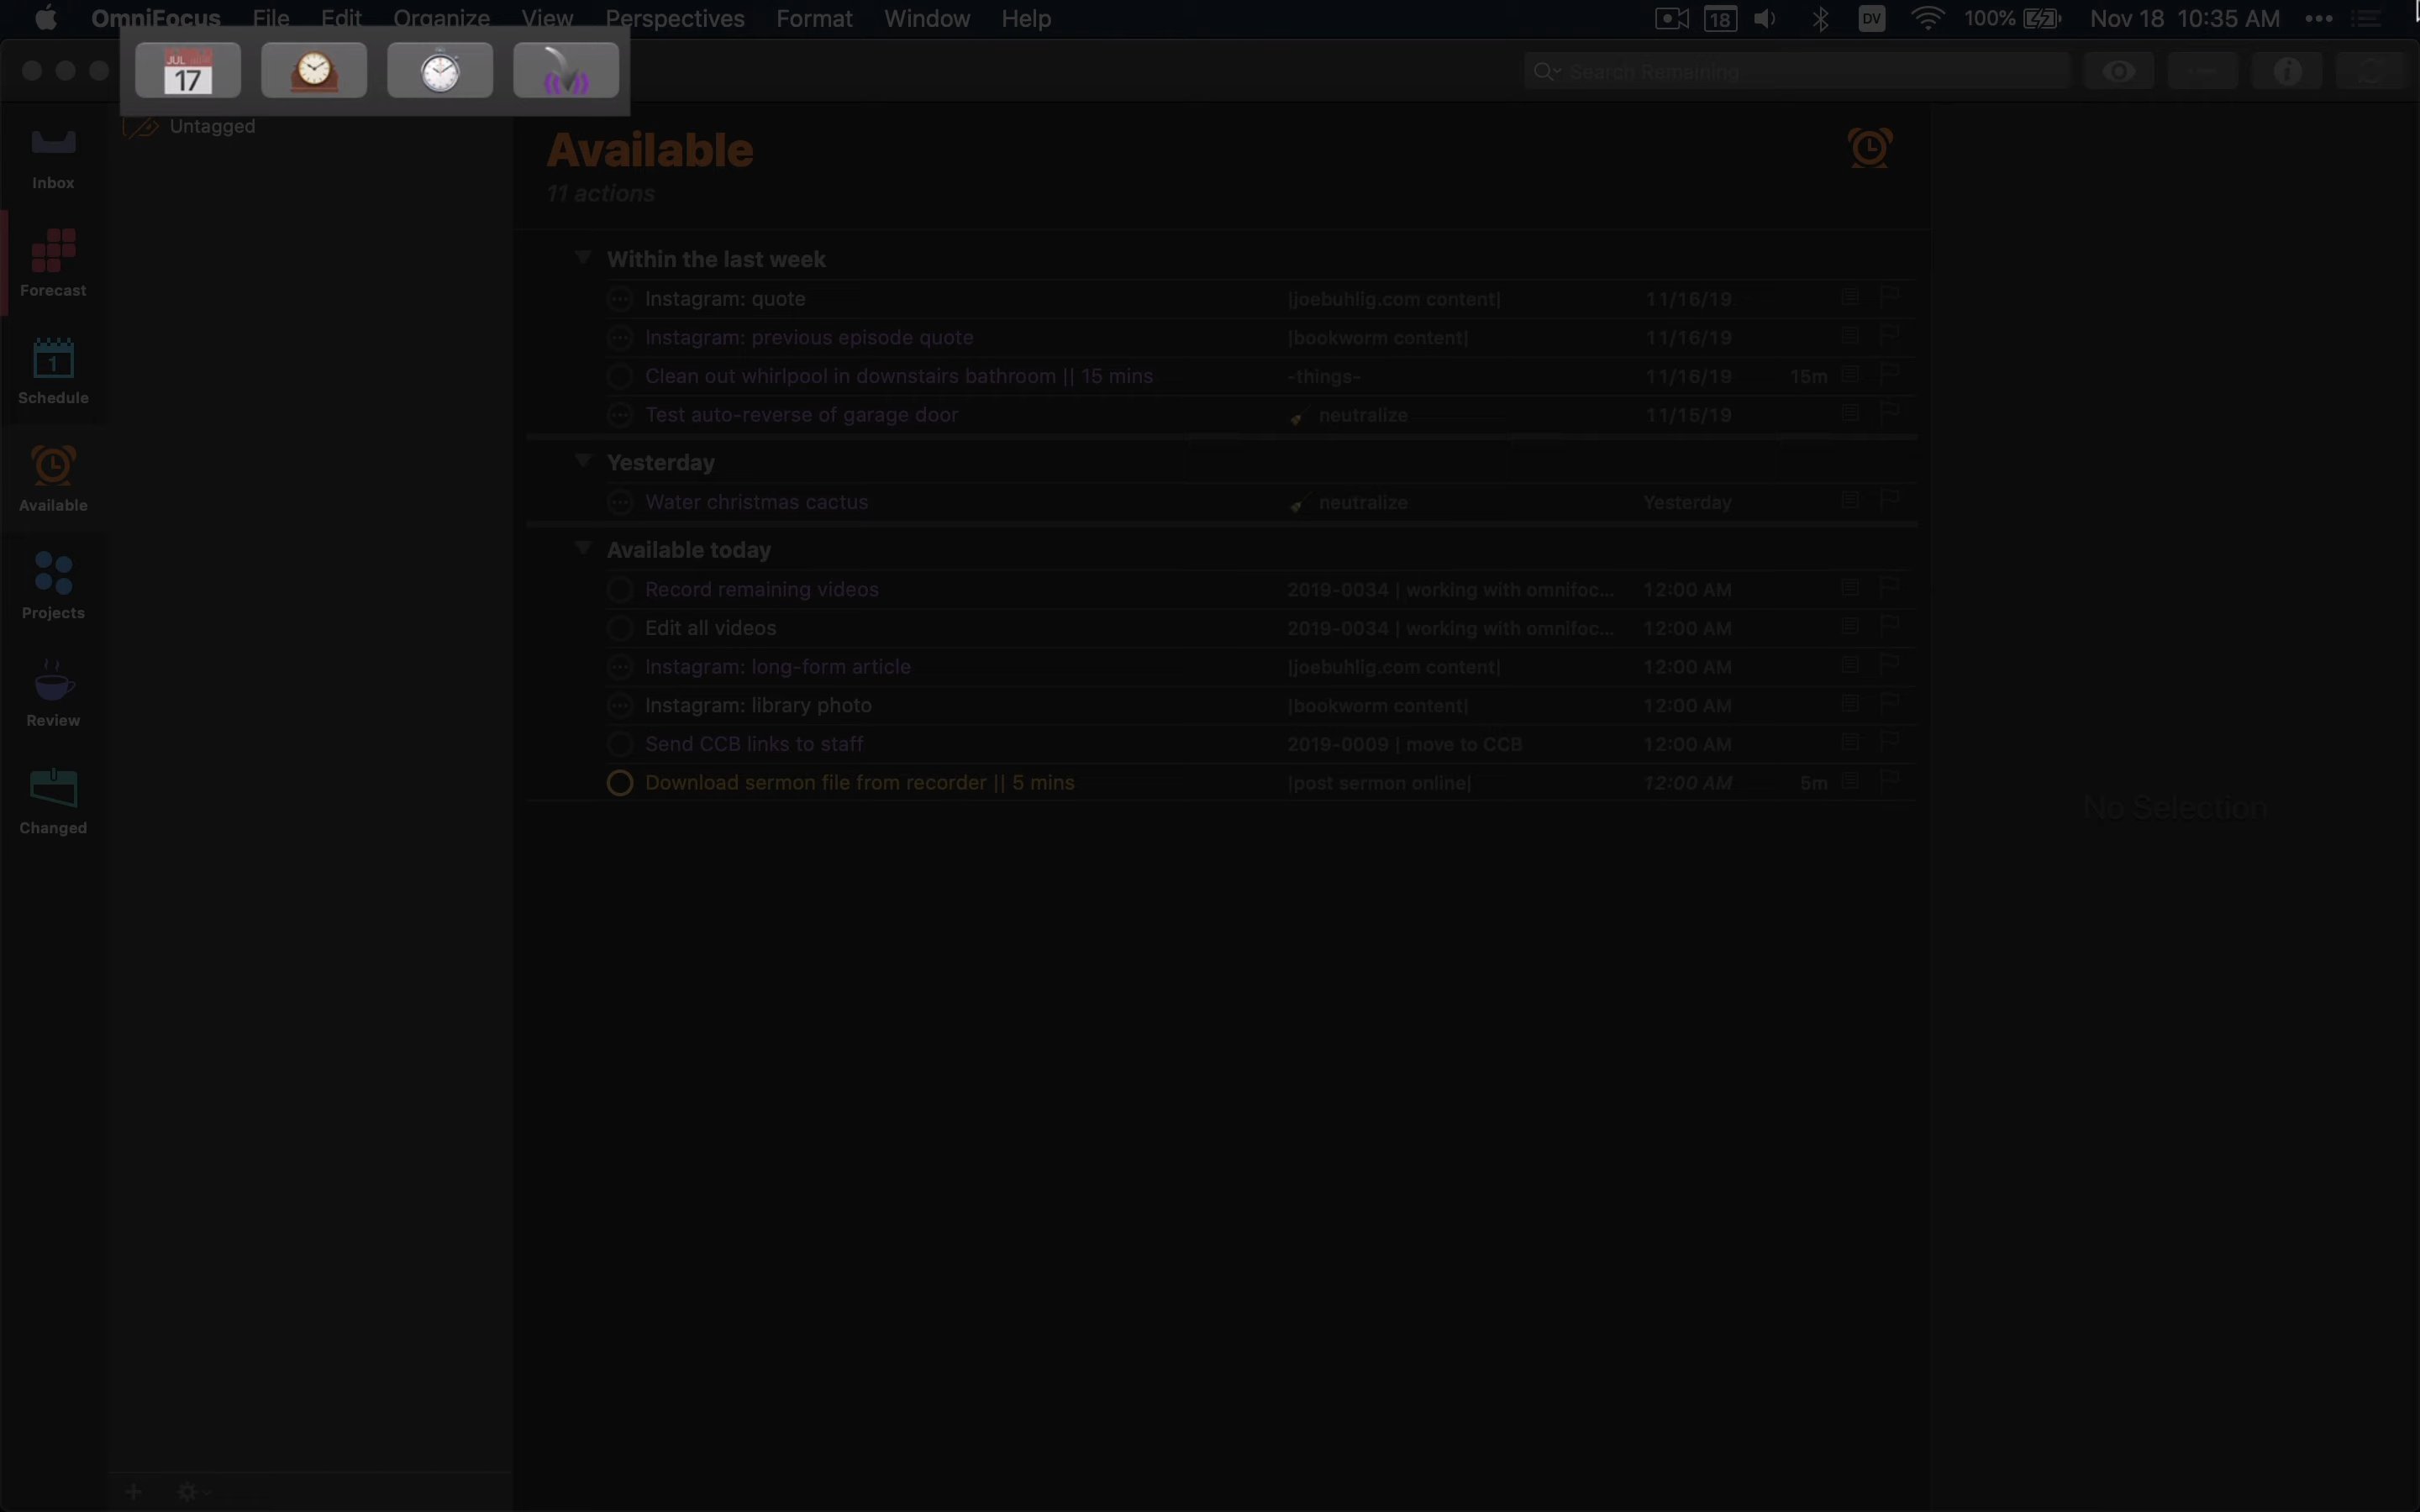 OmniFocus File Edit Organize View Perspectives Format Window Help 18 DV 100% Nov 18 10:35 AM
JUL
17
Search Remaining
Untagged
Inbox
Forecast
1
Schedule
Available
Projects
Review
Changed
Available
11 actions
Within the last week
Instagram: quote |joebuhlig.com content| 11/16/19
Instagram: previous episode quote |bookworm content| 11/16/19
Clean out whirlpool in downstairs bathroom || 15 mins -things- 11/16/19 15m
Test auto-reverse of garage door neutralize 11/15/19
Yesterday
Water christmas cactus neutralize Yesterday
Available today
Record remaining videos 2019-0034 | working with omnifoc... 12:00 AM
Edit all videos 2019-0034 | working with omnifoc... 12:00 AM
Instagram: long-form article |joebuhlig.com content| 12:00 AM
Instagram: library photo |bookworm content| 12:00 AM
Send CCB links to staff 2019-0009 | move to CCB 12:00 AM
Download sermon file from recorder || 5 mins |post sermon online| 12:00 AM 5m
No Selection